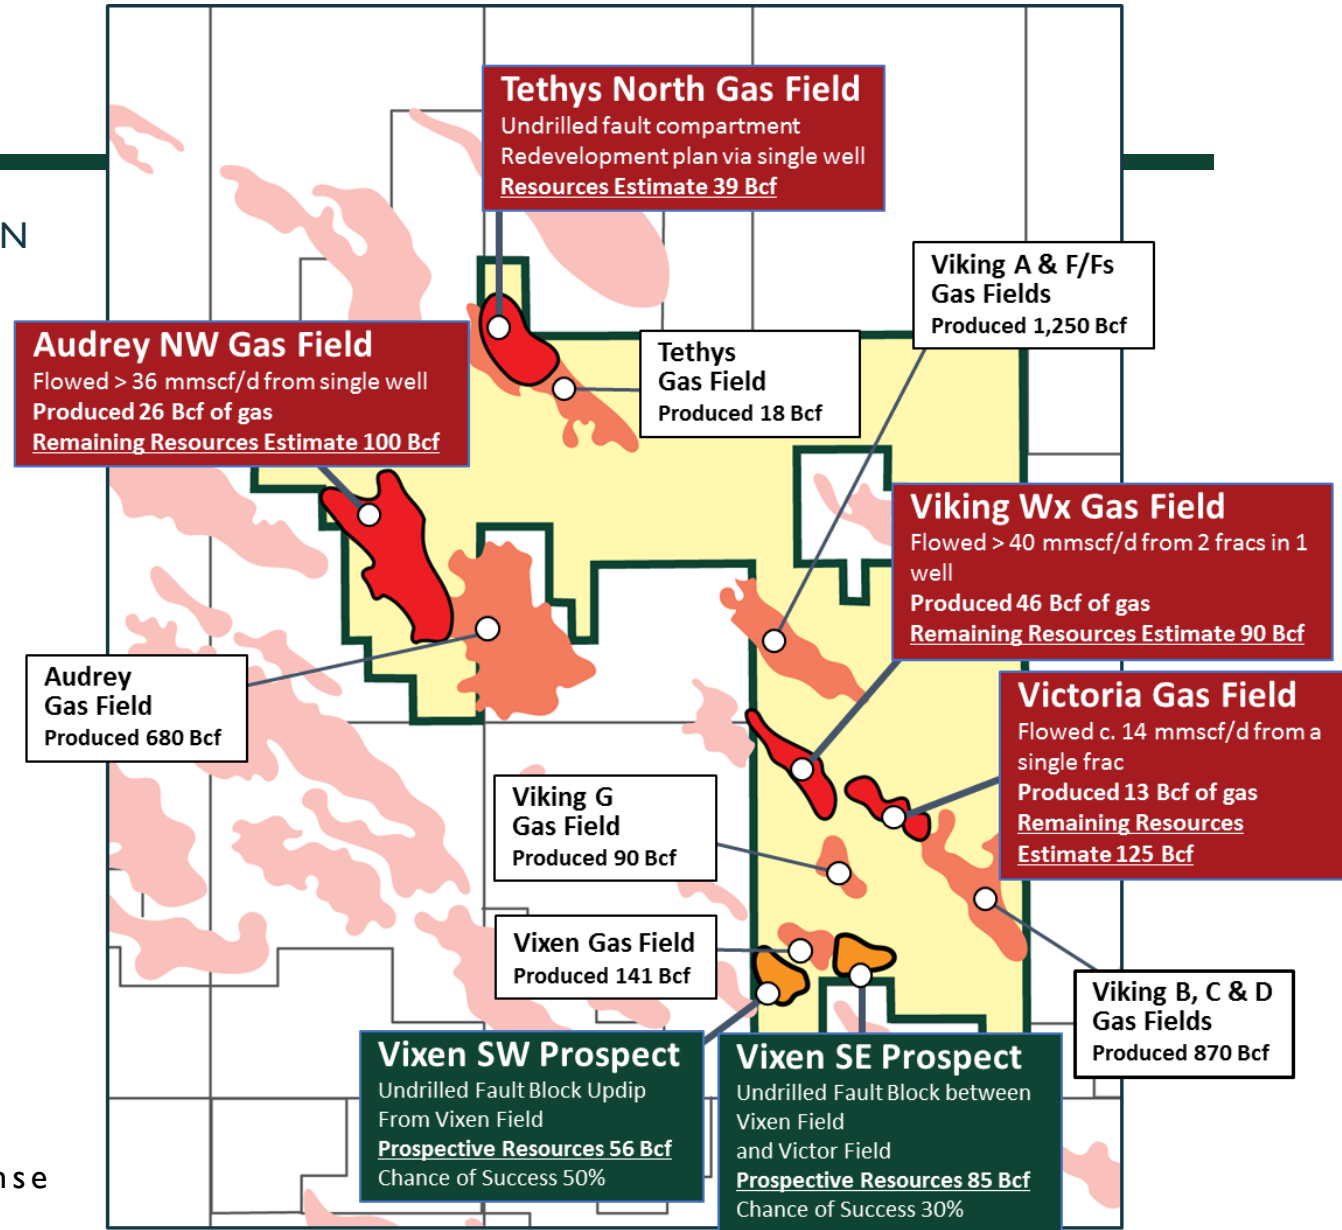 N
Tethys North Gas Field
Undrilled fault compartment
Redevelopment plan via single well
Resources Estimate 39 Bcf
Viking A & F/Fs
Gas Fields
Produced 1,250 Bcf
Audrey NW Gas Field
Flowed > 36 mmscf/d from single well
Produced 26 Bcf of gas
Remaining Resources Estimate 100 Bcf
Tethys
Gas Field
Produced 18 Bcf
Viking Wx Gas Field
Flowed > 40 mmscf/d from 2 fracs in 1
well
Produced 46 Bcf of gas
Remaining Resources Estimate 90 Bcf
Audrey
Gas Field
Produced 680 Bcf
Victoria Gas Field
Flowed c. 14 mmscf/d from a
single frac
Produced 13 Bcf of gas
Remaining Resources
Estimate 125 Bcf
Viking G
Gas Field
Produced 90 Bcf
Vixen Gas Field
Produced 141 Bcf
Viking B, C & D
Gas Fields
Produced 870 Bcf
Vixen SW Prospect
Undrilled Fault Block Updip
From Vixen Field
Prospective Resources 56 Bcf
Chance of Success 50%
Vixen SE Prospect
Undrilled Fault Block between
Vixen Field
and Victor Field
Prospective Resources 85 Bcf
Chance of Success 30%
nse